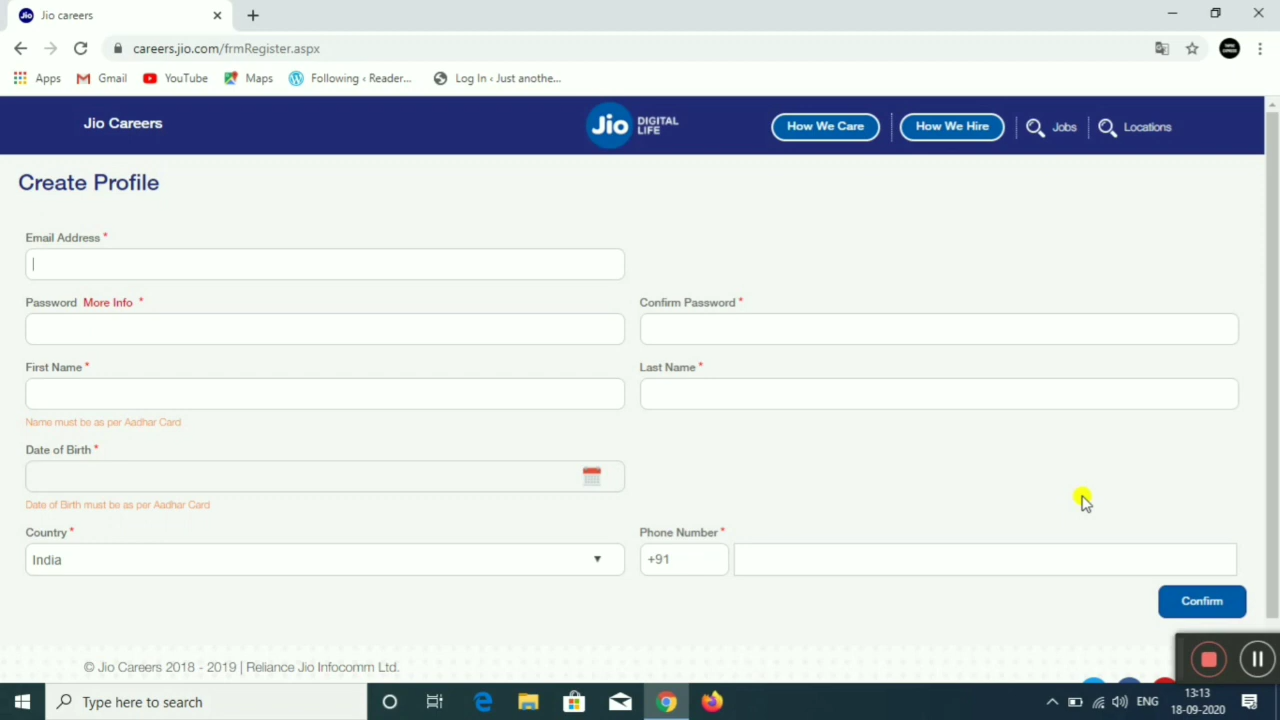 Jio Jio careers
careers.jio.com/frmRegister.aspx
Apps Gmail YouTube Maps Following ‹ Reader... Log In ‹ Just anothe...
Jio Careers Jio DIGITAL LIFE How We Care How We Hire Jobs Locations
Create Profile
Email Address *
Password More Info * Confirm Password *
First Name * Last Name *
Name must be as per Aadhar Card
Date of Birth *
Date of Birth must be as per Aadhar Card
Country * Phone Number *
India +91
Confirm
© Jio Careers 2018 - 2019 | Reliance Jio Infocomm Ltd.
Type here to search ENG 13:13
18-09-2020